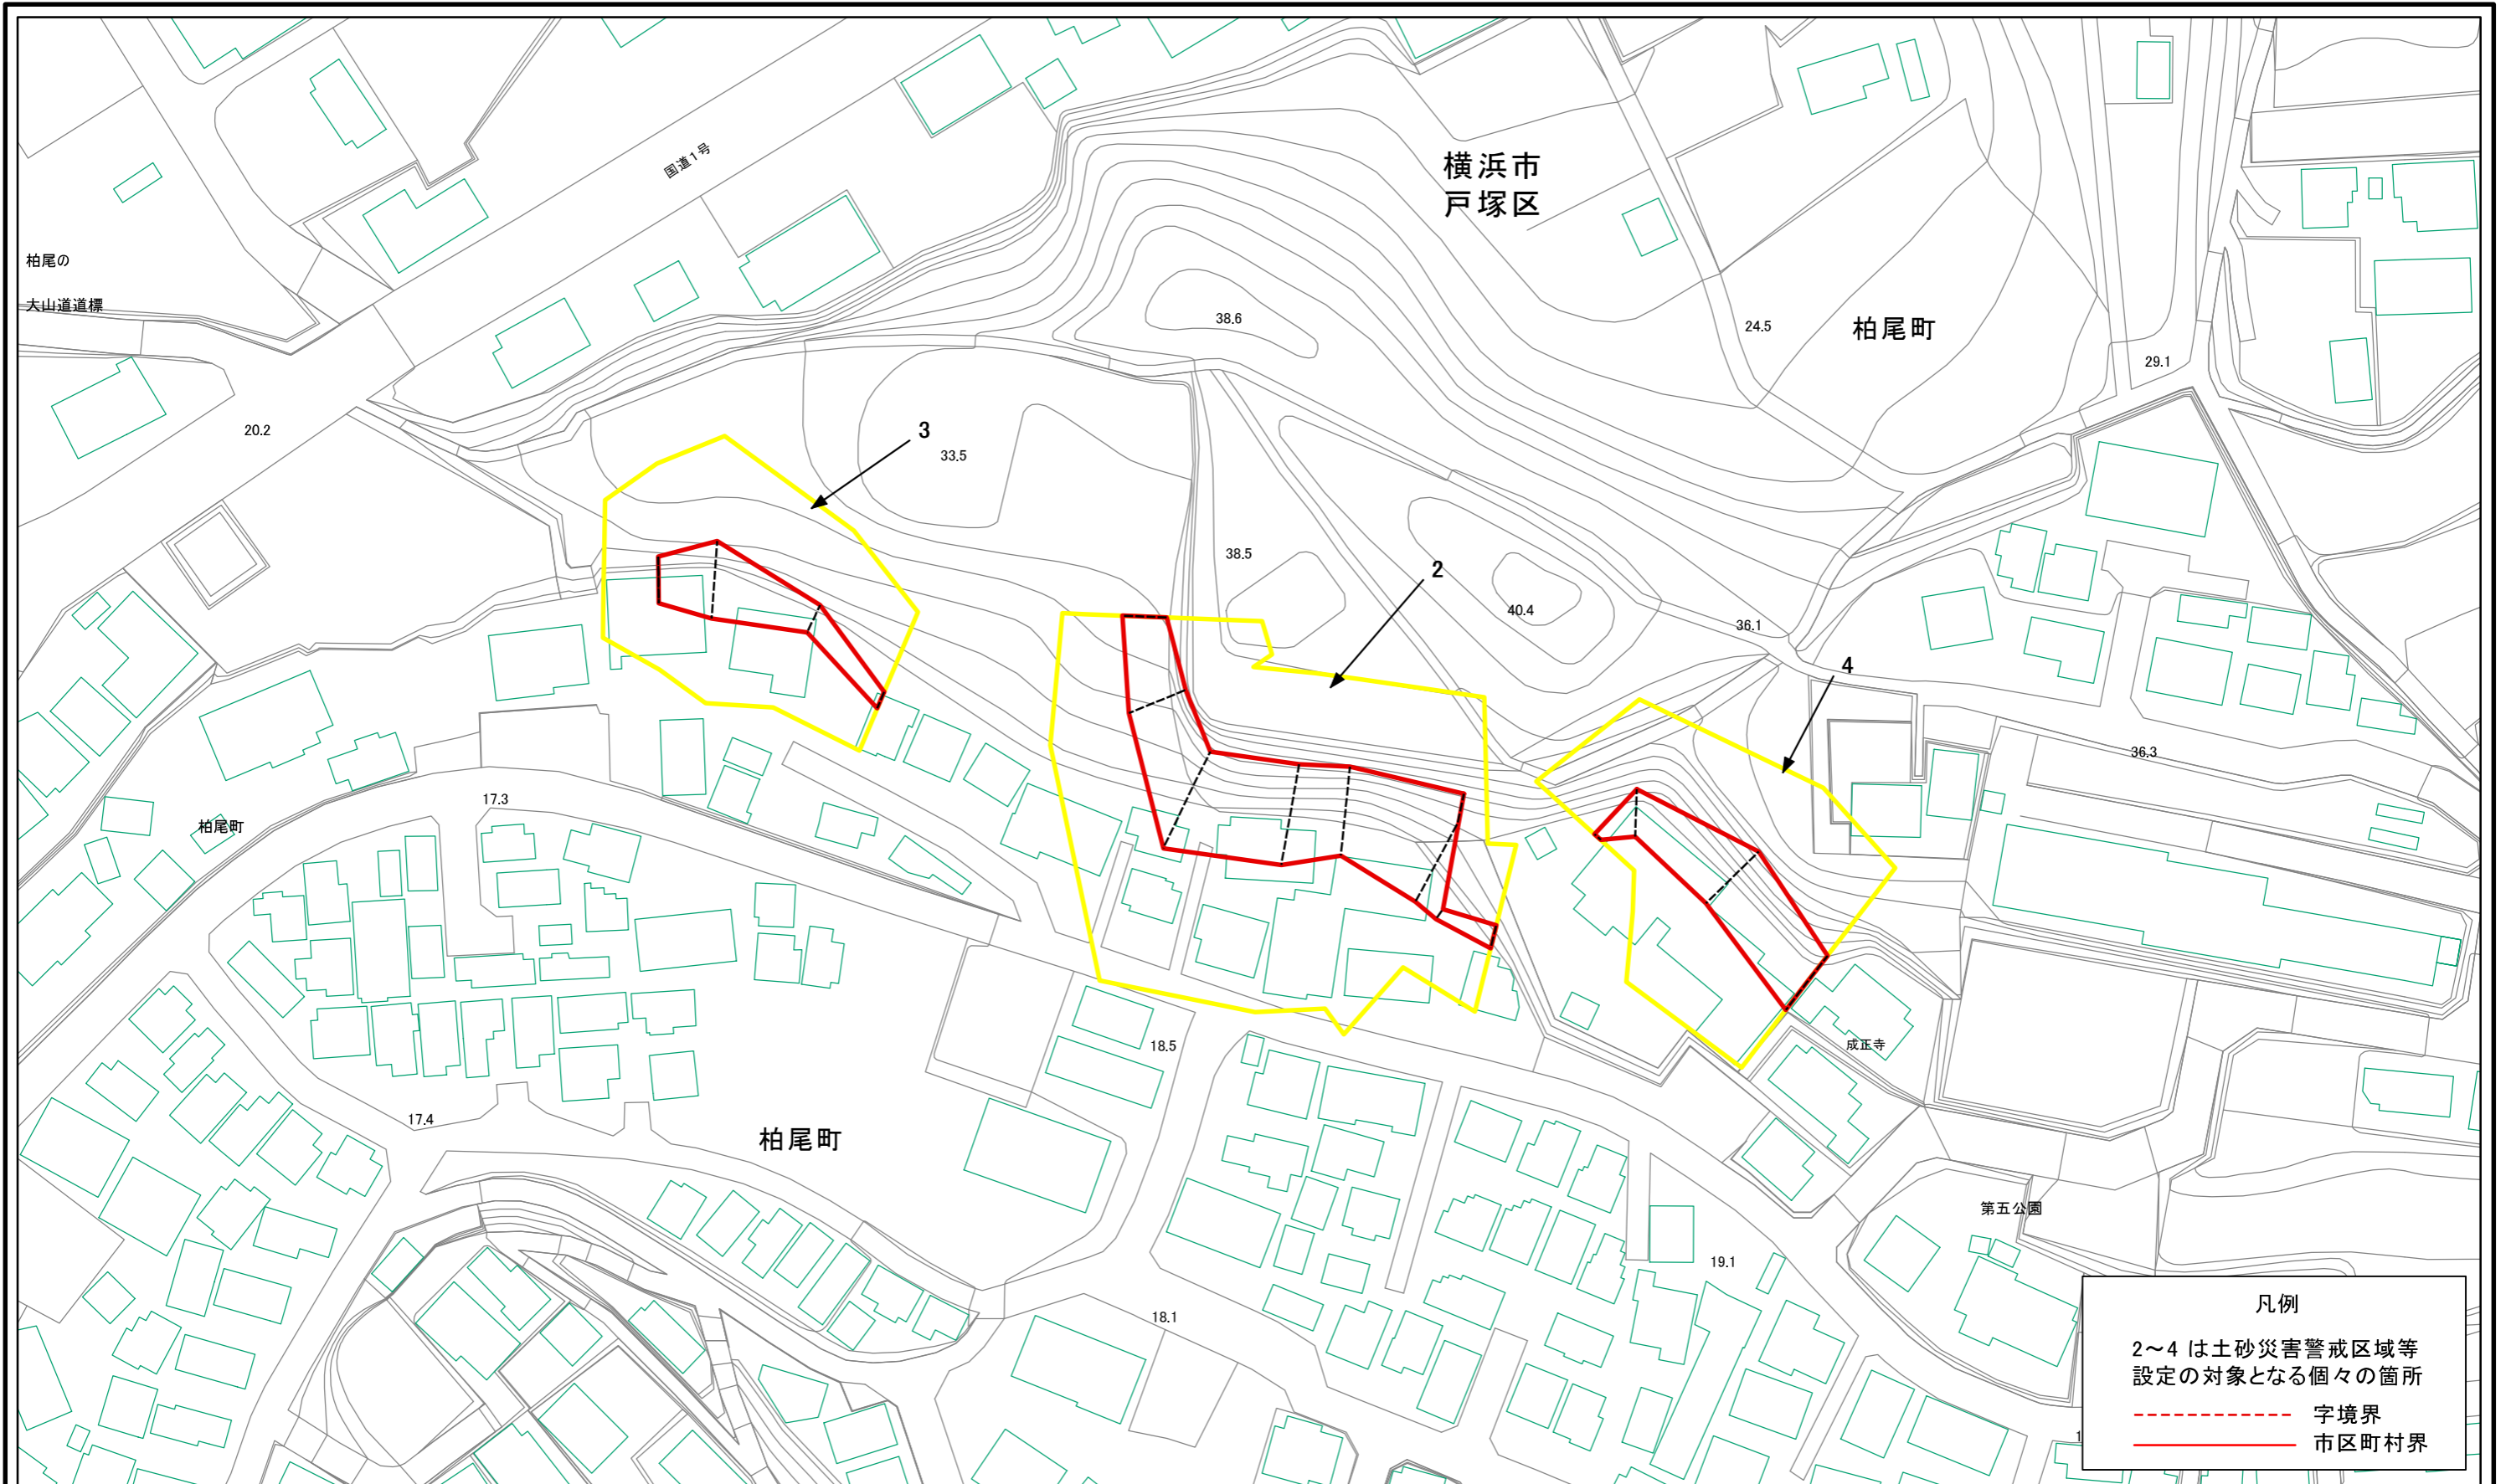 国道1号
横浜市
戸塚区
柏尾の
大山道道標
38.6
24.5
柏尾町
29.1
20.2
3
33.5
38.5
2
40.4
36.1
4
36.3
17.3
柏尾町
18.5
成正寺
17.4
柏尾町
第五公園
19.1
18.1
凡例
2～4 は土砂災害警戒区域等
設定の対象となる個々の箇所
字境界
市区町村界